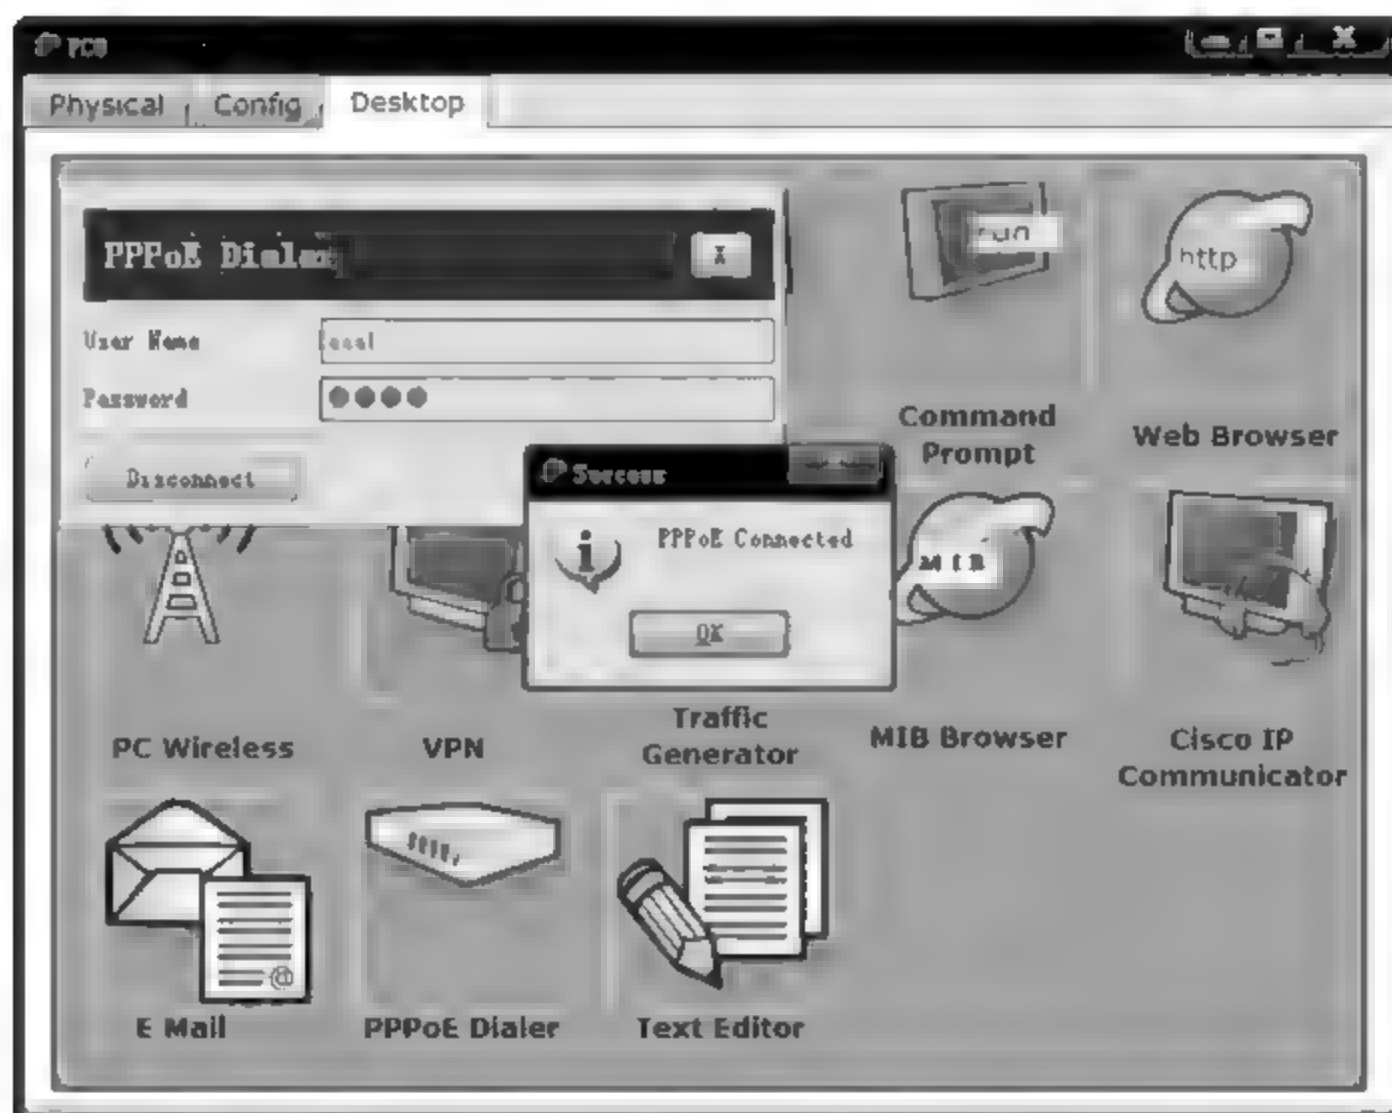 Physical Config Desktop
PPPoE Dialer X
run
http
User Name
Password
Command
Prompt
Web Browser
Disconnect
Success
PPPoE Connected
MIB
OK
PC Wireless
VPN
Traffic
Generator
MIB Browser
Cisco IP
Communicator
E Mail
PPPoE Dialer
Text Editor